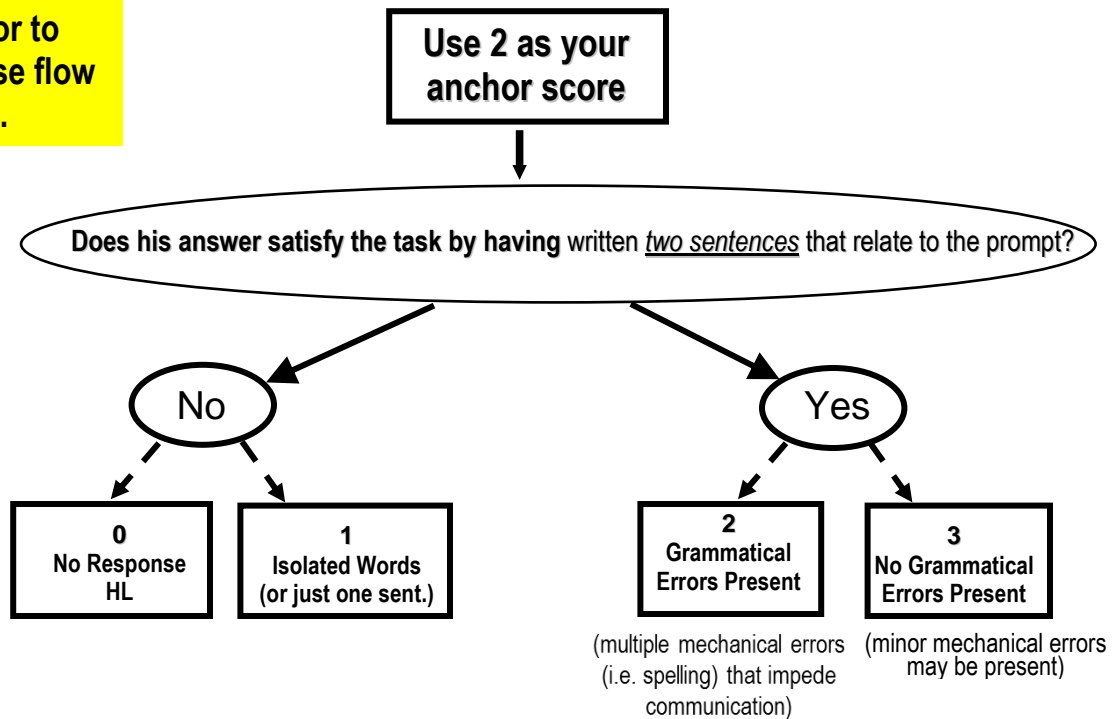 or to
se flow
.
Use 2 as your
anchor score
Does his answer satisfy the task by having written two sentences that relate to the prompt?
No
Yes
0
No Response
HL
1
Isolated Words
(or just one sent.)
2
Grammatical
Errors Present
(multiple mechanical errors
(i.e. spelling) that impede
communication)
3
No Grammatical
Errors Present
(minor mechanical errors
may be present)